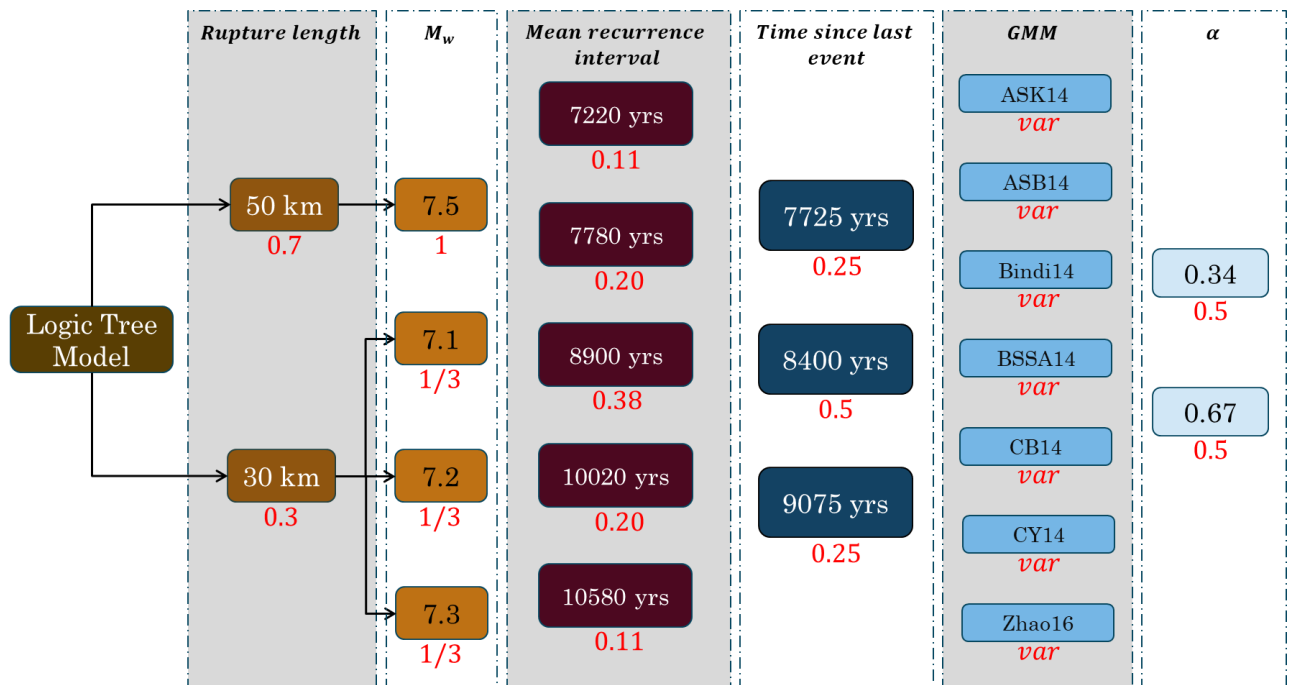 Rupture length
M_w
Mean recurrence
interval
Time since last
event
GMM
α
Logic Tree
Model
50 km
0.7
30 km
0.3
7.5
1
7.1
1/3
7.2
1/3
7.3
1/3
7220 yrs
0.11
7780 yrs
0.20
8900 yrs
0.38
10020 yrs
0.20
10580 yrs
0.11
7725 yrs
0.25
8400 yrs
0.5
9075 yrs
0.25
ASK14
var
ASB14
var
Bindi14
var
BSSA14
var
CB14
var
CY14
var
Zhao16
var
0.34
0.5
0.67
0.5